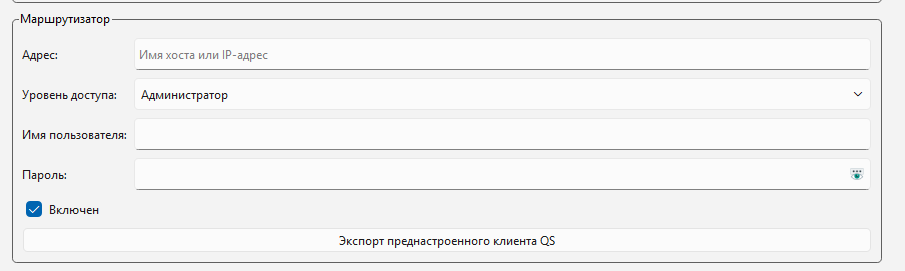 Маршрутизатор
Адрес: Имя хоста или IP-адрес
Уровень доступа: Администратор
Имя пользователя:
Пароль:
Включен
Экспорт преднастроенного клиента QS